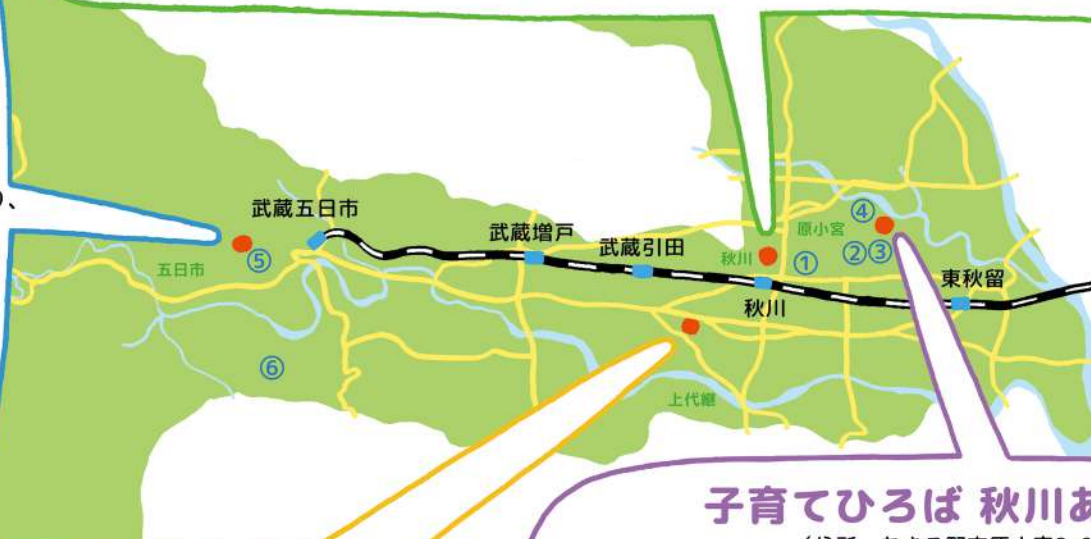 、
武蔵五日市
武蔵増戸
武蔵引田
④
原小宮
②③
秋川
①
五日市
⑤
東秋留
秋川
⑥
上代継
子育てひろば 秋川あ